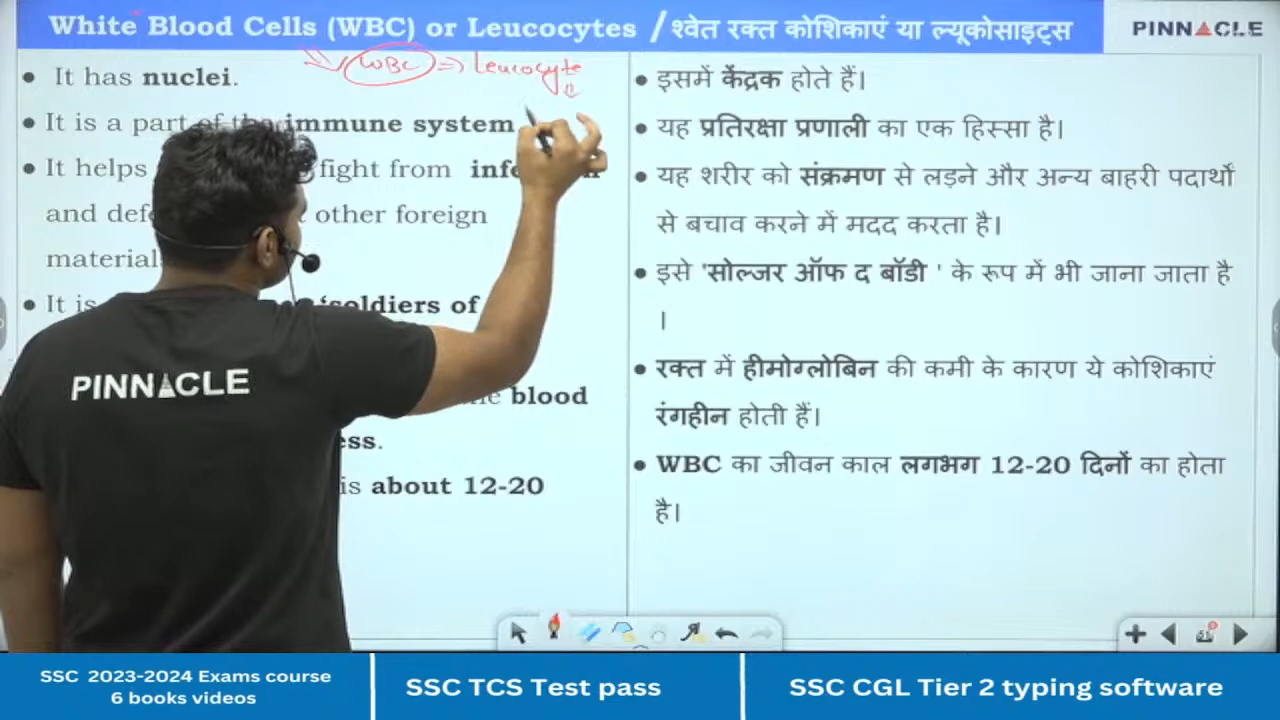 White Blood Cells (WBC) or Leucocytes / श्वेत रक्त कोशिकाएं या ल्यूकोसाइट्स
PINNACLE
WBC => Leucocyte
• It has nuclei.
• It is a part of the immune system
• It helps fight from
and other foreign
material
• It is 'soldiers of
blood
ess.
is about 12-20
• इसमें केंद्रक होते हैं।
• यह प्रतिरक्षा प्रणाली का एक हिस्सा है।
• यह शरीर को संक्रमण से लड़ने और अन्य बाहरी पदार्थों
से बचाव करने में मदद करता है।
• इसे 'सोल्जर ऑफ द बॉडी ' के रूप में भी जाना जाता है
।
• रक्त में हीमोग्लोबिन की कमी के कारण ये कोशिकाएं
रंगहीन होती हैं।
• WBC का जीवन काल लगभग 12-20 दिनों का होता
है।
PINNACLE
SSC 2023-2024 Exams course
6 books videos
SSC TCS Test pass
SSC CGL Tier 2 typing software